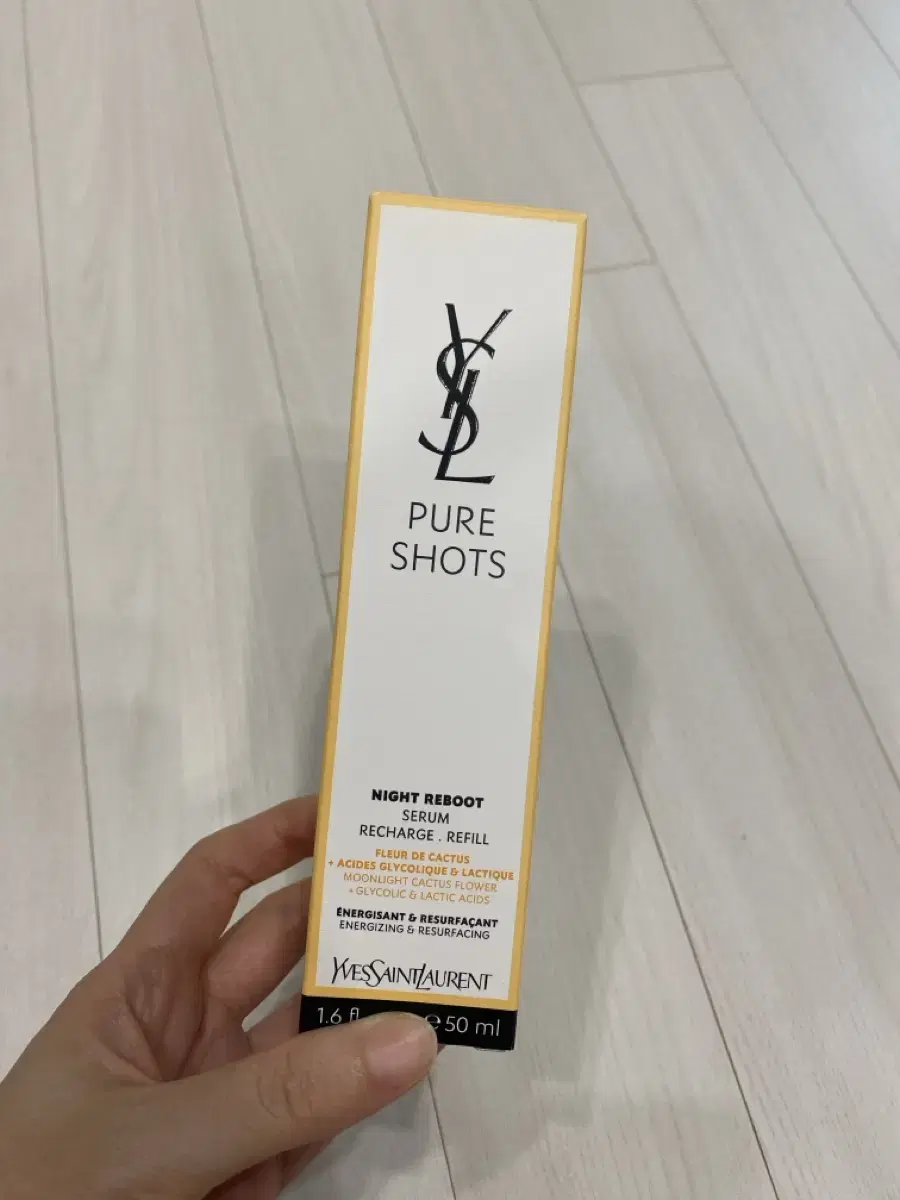 YSL
PURE
SHOTS
NIGHT REBOOT
SERUM
RECHARGE . REFILL
FLEUR DE CACTUS
+ ACIDES GLYCOLIQUE & LACTIQUE
MOONLIGHT CACTUS FLOWER
+ GLYCOLIC & LACTIC ACIDS
ÉNERGISANT & RESURFAÇANT
ENERGIZING & RESURFACING
YVESSAINTLAURENT
1.6 fl ℮ 50 ml